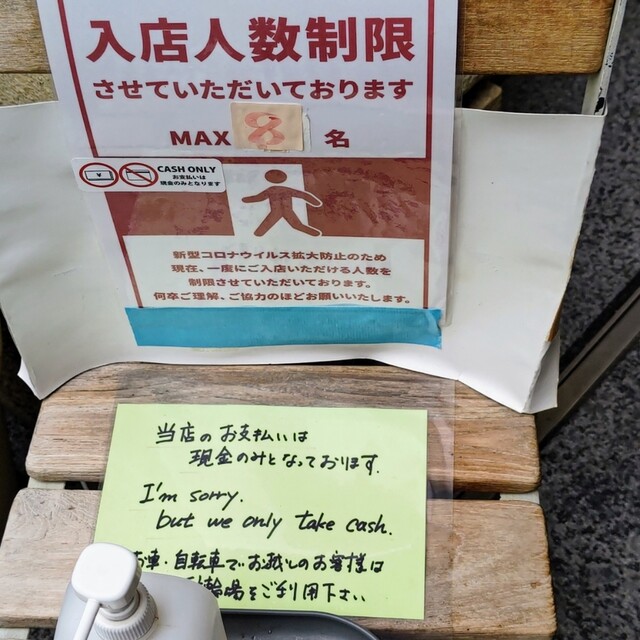 入店人数制限
させていただいております
MAX 8 名
CASH ONLY
お支払いは
現金のみとなります
新型コロナウイルス拡大防止のため
現在、一度にご入店いただける人数を
制限させていただいております。
何卒ご理解、ご協力のほどお願いいたします。
当店のお支払いは
現金のみとなっております.
I'm sorry.
but we only take cash.
車・自転車でお越しのお客様は
輪場をご利用下さい